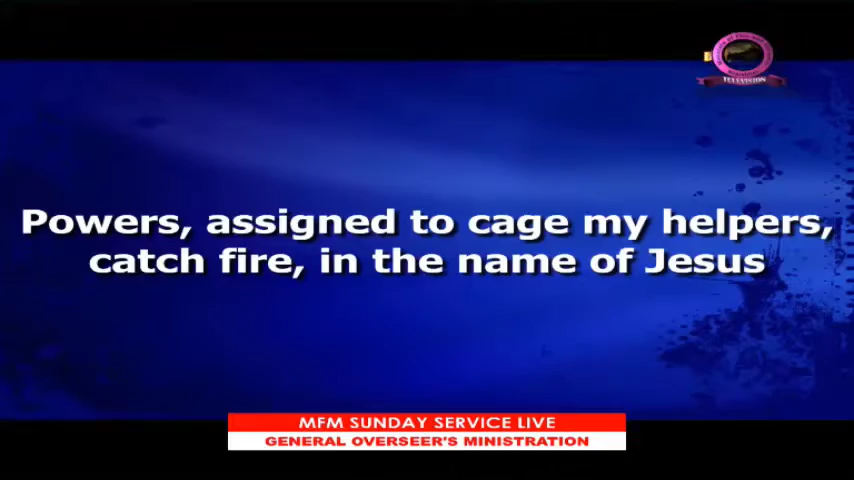 TELEVISION
Powers, assigned to cage my helpers,
catch fire, in the name of Jesus
MFM SUNDAY SERVICE LIVE
GENERAL OVERSEER'S MINISTRATION